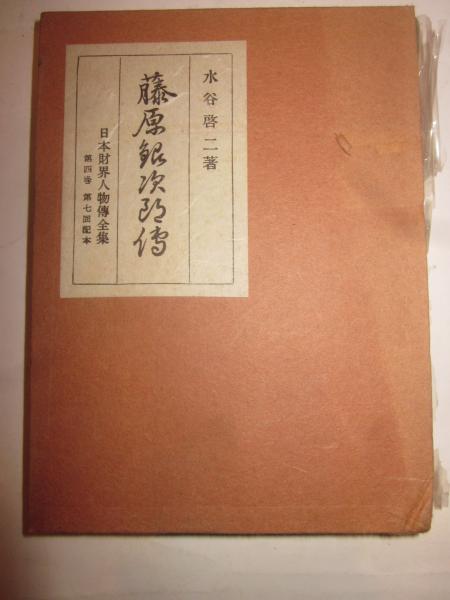 水谷啓二著
藤原銀次郎傳
日本財界人物傳全集
第四巻 第七回配本